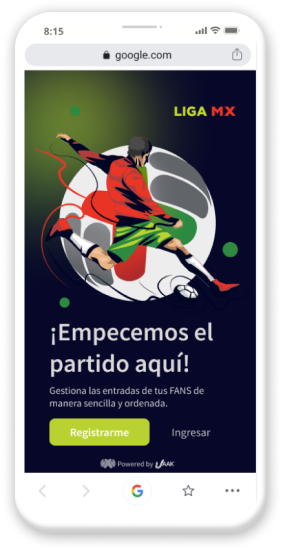 8:15
google.com
LIGA MX
¡Empecemos el
partido aquí!
Gestiona las entradas de tus FANS de
manera sencilla y ordenada.
Registrarme Ingresar
Powered by JAAK